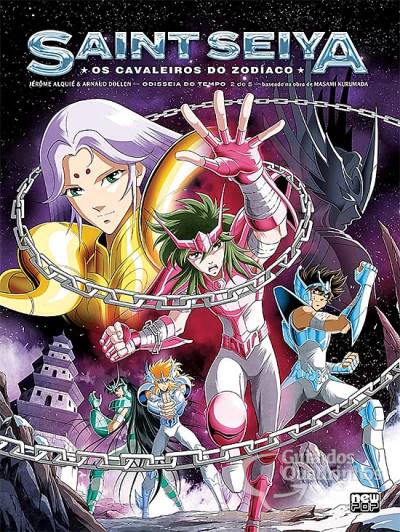 SAINT SEIYA
★ OS CAVALEIROS DO ZODÍACO ★
JÉRÔME ALQUIÉ & ARNAUD DOLLEN — ODISSEIA DO TEMPO 2 de 5 — baseado na obra de MASAMI KURUMADA
Guia dos
Quadrinhos
new
POP